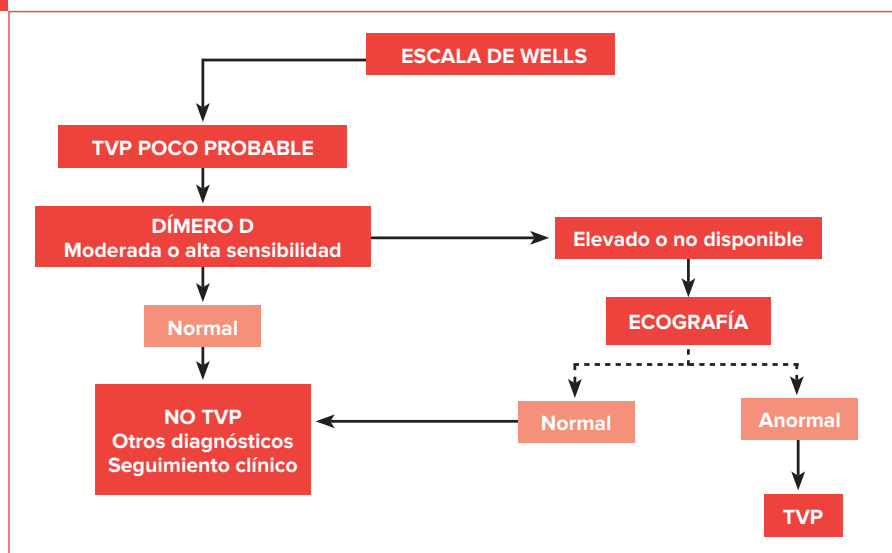 ESCALA DE WELLS
TVP POCO PROBABLE
DÍMERO D
Moderada o alta sensibilidad
Elevado o no disponible
Normal
ECOGRAFÍA
NO TVP
Otros diagnósticos
Seguimiento clínico
Normal
Anormal
TVP